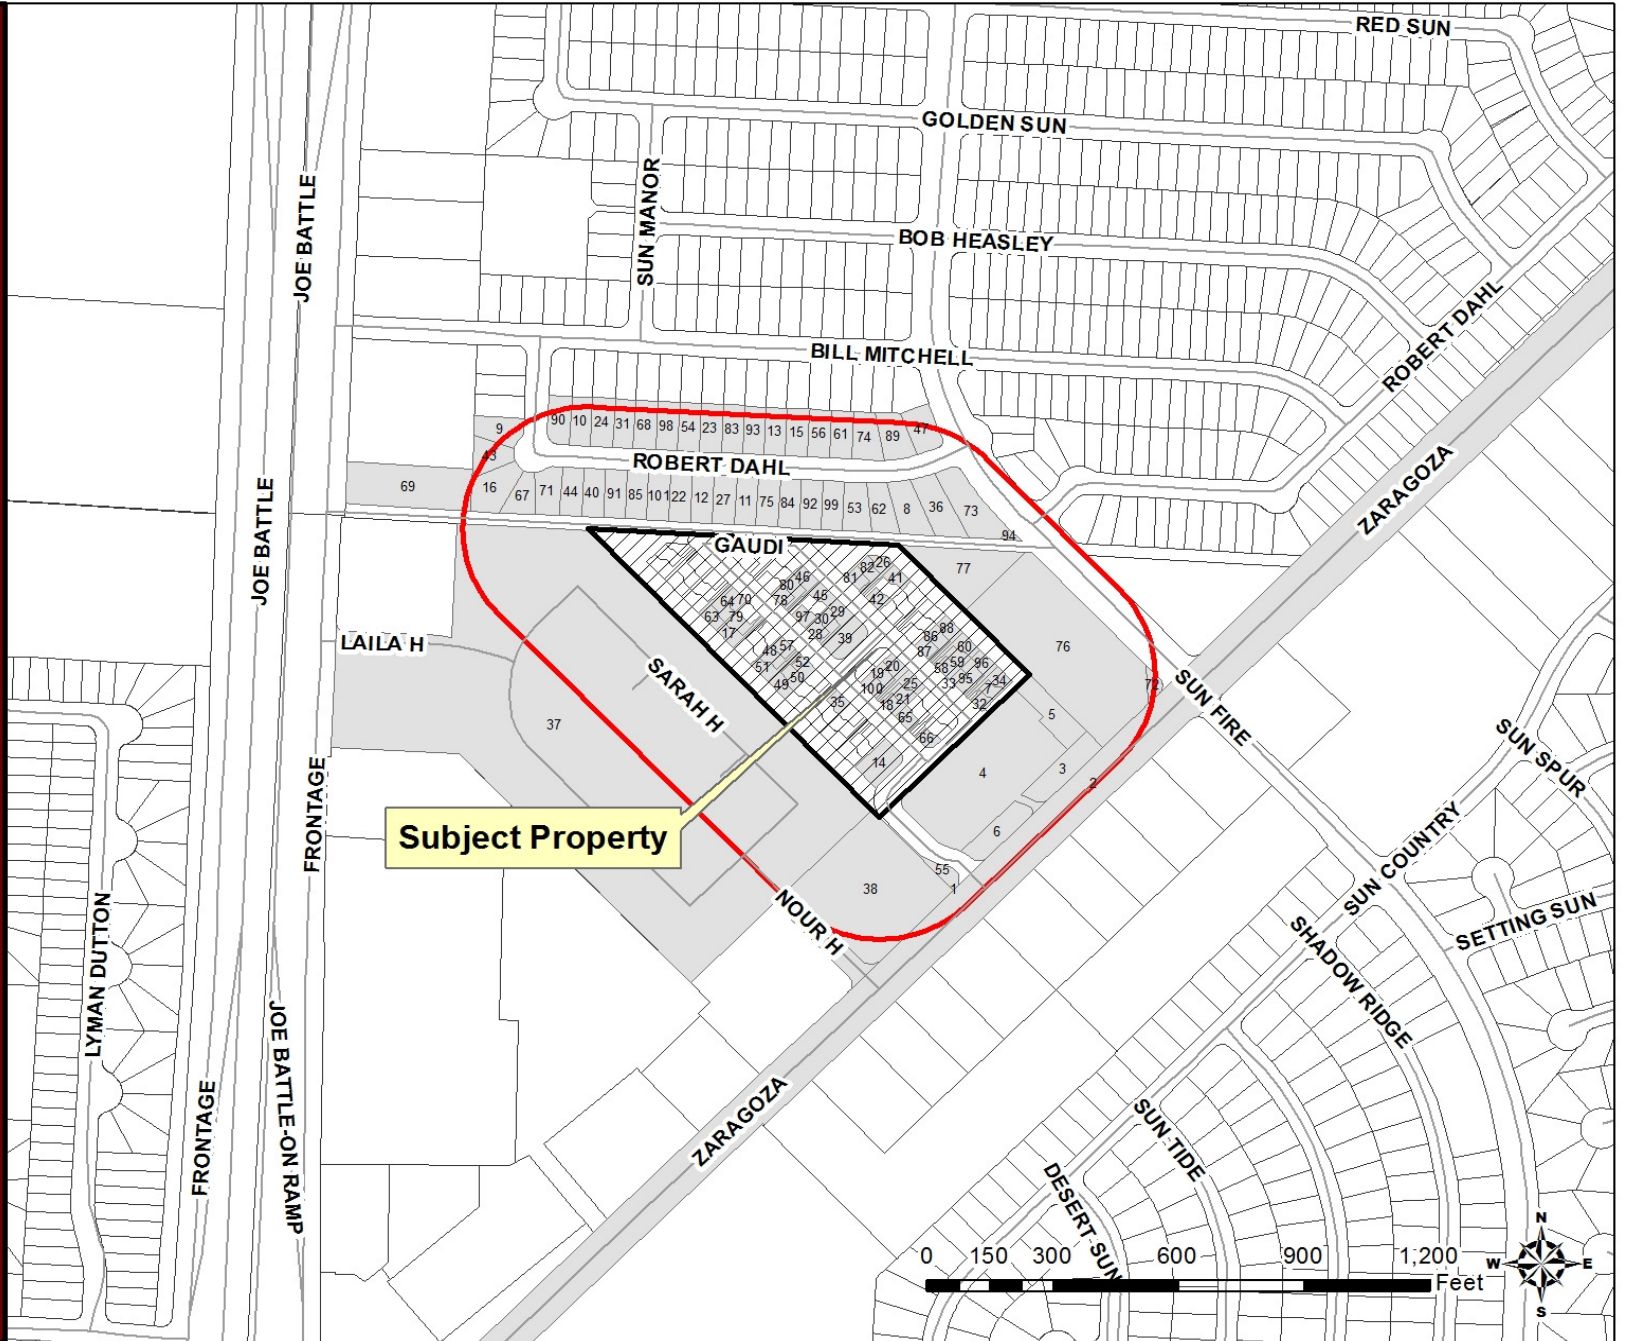 RED SUN
GOLDEN SUN
JOE BATTLE
SUN MANOR
BOB HEASLEY
ROBERT DAHL
BILL MITCHELL
ZARAGOZA
9
90 10 24 31 68 98 54 23 83 93 13 15 56 61 74 89 47
43
ROBERT DAHL
69
16 67 71 44 40 91 85 101 22 12 27 11 75 84 92 99 53 62 8 36 73
94
JOE BATTLE
GAUDI
77
82 26
80 46 81 41
64 70 78 45 42
63 79 97 30 29
17 28 39
48 57
51 52
49 50
86 88
87 60
58 59 96
33 95 34
7
32
19 20
100 25
18 21
35 65
66
14
76
72
5
4
3
2
6
55
1
38
37
LAILA H
SARAH H
NOUR H
SUN FIRE
SUN SPUR
Subject Property
FRONTAGE
SUN COUNTRY
SETTING SUN
SHADOW RIDGE
LYMAN DUTTON
JOE BATTLE-ON RAMP
FRONTAGE
ZARAGOZA
SUN TIDE
DESERT SUN
0 150 300 600 900 1,200
Feet
N
W E
S